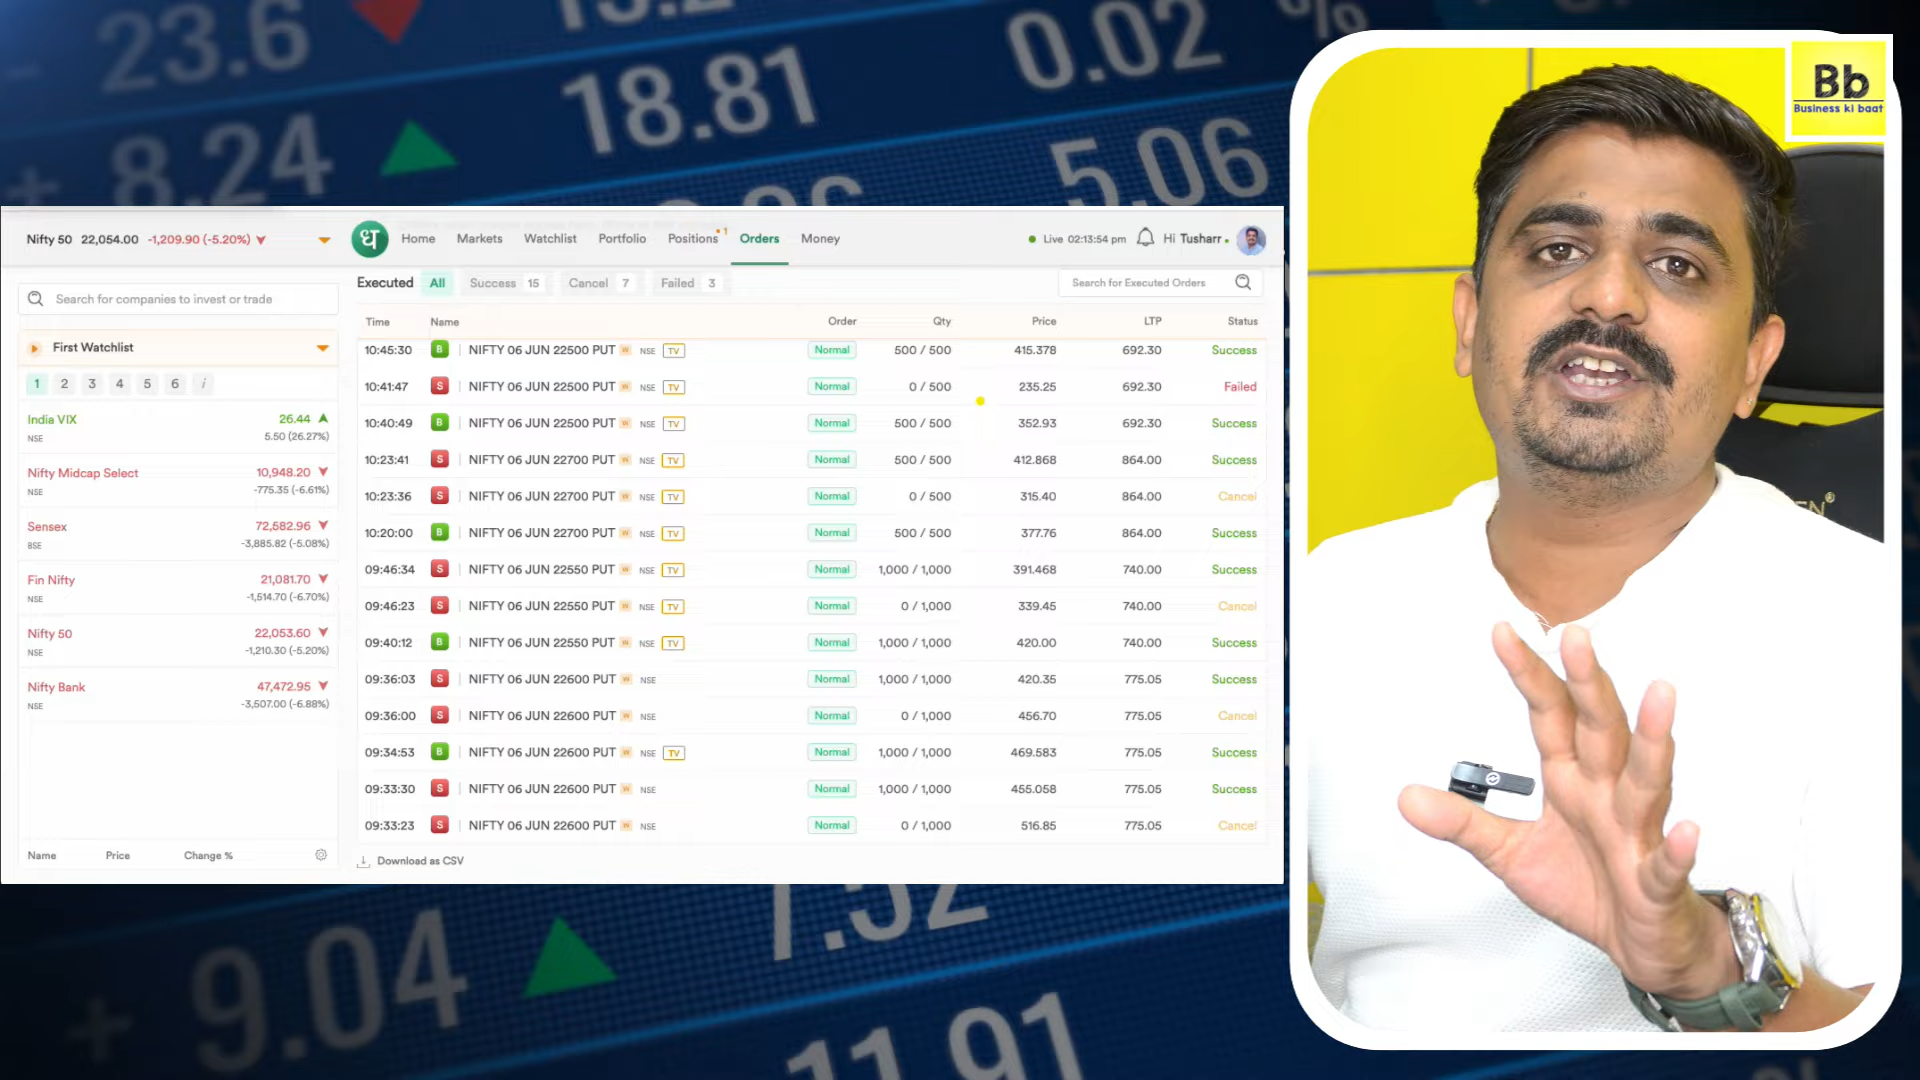 23.6
18.81
0.02
%
+ 8.24
5.06
Bb
Business ki baat
Nifty 50 22,054.00 -1,209.90 (-5.20%)
ध
Home Markets Watchlist Portfolio Positions 1 Orders Money
Live 02:13:54 pm Hi Tusharr
Search for companies to invest or trade
First Watchlist
1 2 3 4 5 6 i
India VIX 26.44
NSE 5.50 (26.27%)
Nifty Midcap Select 10,948.20
NSE -775.35 (-6.61%)
Sensex 72,582.96
BSE -3,885.82 (-5.08%)
Fin Nifty 21,081.70
NSE -1,514.70 (-6.70%)
Nifty 50 22,053.60
NSE -1,210.30 (-5.20%)
Nifty Bank 47,472.95
NSE -3,507.00 (-6.88%)
Name Price Change %
Executed All Success 15 Cancel 7 Failed 3 Search for Executed Orders
Time Name Order Qty Price LTP Status
10:45:30 B NIFTY 06 JUN 22500 PUT W NSE TV Normal 500 / 500 415.378 692.30 Success
10:41:47 S NIFTY 06 JUN 22500 PUT W NSE TV Normal 0 / 500 235.25 692.30 Failed
10:40:49 B NIFTY 06 JUN 22500 PUT W NSE TV Normal 500 / 500 352.93 692.30 Success
10:23:41 S NIFTY 06 JUN 22700 PUT W NSE TV Normal 500 / 500 412.868 864.00 Success
10:23:36 S NIFTY 06 JUN 22700 PUT W NSE TV Normal 0 / 500 315.40 864.00 Cancel
10:20:00 B NIFTY 06 JUN 22700 PUT W NSE TV Normal 500 / 500 377.76 864.00 Success
09:46:34 S NIFTY 06 JUN 22550 PUT W NSE TV Normal 1,000 / 1,000 391.468 740.00 Success
09:46:23 S NIFTY 06 JUN 22550 PUT W NSE TV Normal 0 / 1,000 339.45 740.00 Cancel
09:40:12 B NIFTY 06 JUN 22550 PUT W NSE TV Normal 1,000 / 1,000 420.00 740.00 Success
09:36:03 S NIFTY 06 JUN 22600 PUT W NSE Normal 1,000 / 1,000 420.35 775.05 Success
09:36:00 S NIFTY 06 JUN 22600 PUT W NSE Normal 0 / 1,000 456.70 775.05 Cancel
09:34:53 B NIFTY 06 JUN 22600 PUT W NSE TV Normal 1,000 / 1,000 469.583 775.05 Success
09:33:30 S NIFTY 06 JUN 22600 PUT W NSE Normal 1,000 / 1,000 455.058 775.05 Success
09:33:23 S NIFTY 06 JUN 22600 PUT W NSE Normal 0 / 1,000 516.85 775.05 Cancel
Download as CSV
+ 9.04
7.52
11.91